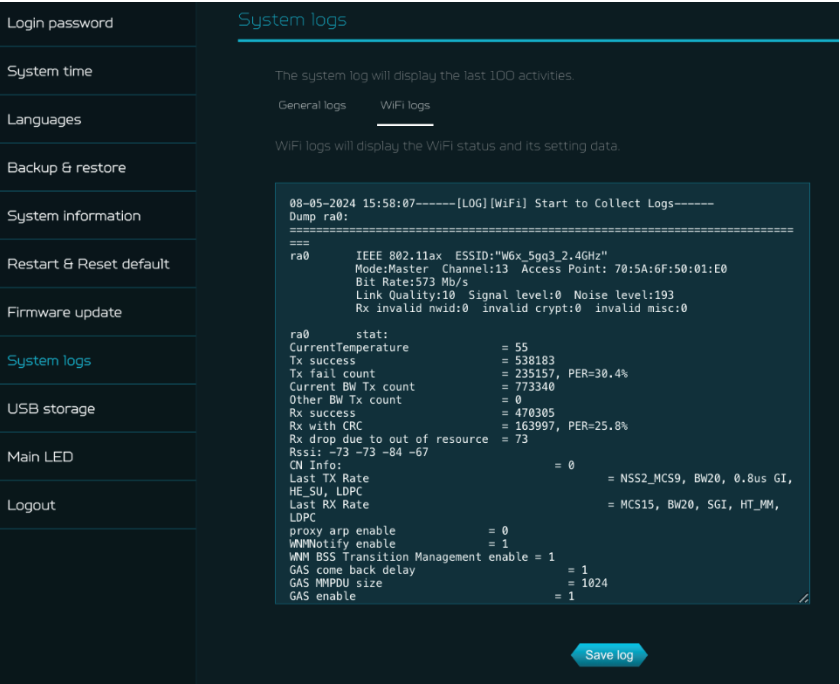 Login password
System time
Languages
Backup & restore
System information
Restart & Reset default
Firmware update
System logs
USB storage
Main LED
Logout
System logs
The system log will display the last 100 activities.
General logs WiFi logs
WiFi logs will display the WiFi status and its setting data.
08-05-2024 15:58:07------[LOG][WiFi] Start to Collect Logs------
Dump ra0:
============================================================================
===
ra0 IEEE 802.11ax ESSID:"W6x_5gq3_2.4GHz"
Mode:Master Channel:13 Access Point: 70:5A:6F:50:01:E0
Bit Rate:573 Mb/s
Link Quality:10 Signal level:0 Noise level:193
Rx invalid nwid:0 invalid crypt:0 invalid misc:0
ra0 stat:
CurrentTemperature = 55
Tx success = 538183
Tx fail count = 235157, PER=30.4%
Current BW Tx count = 773340
Other BW Tx count = 0
Rx success = 470305
Rx with CRC = 163997, PER=25.8%
Rx drop due to out of resource = 73
Rssi: -73 -73 -84 -67
CN Info: = 0
Last TX Rate = NSS2_MCS9, BW20, 0.8us GI,
HE_SU, LDPC
Last RX Rate = MCS15, BW20, SGI, HT_MM,
LDPC
proxy arp enable = 0
WNMNotify enable = 1
WNM BSS Transition Management enable = 1
GAS come back delay = 1
GAS MMPDU size = 1024
GAS enable = 1
Save log